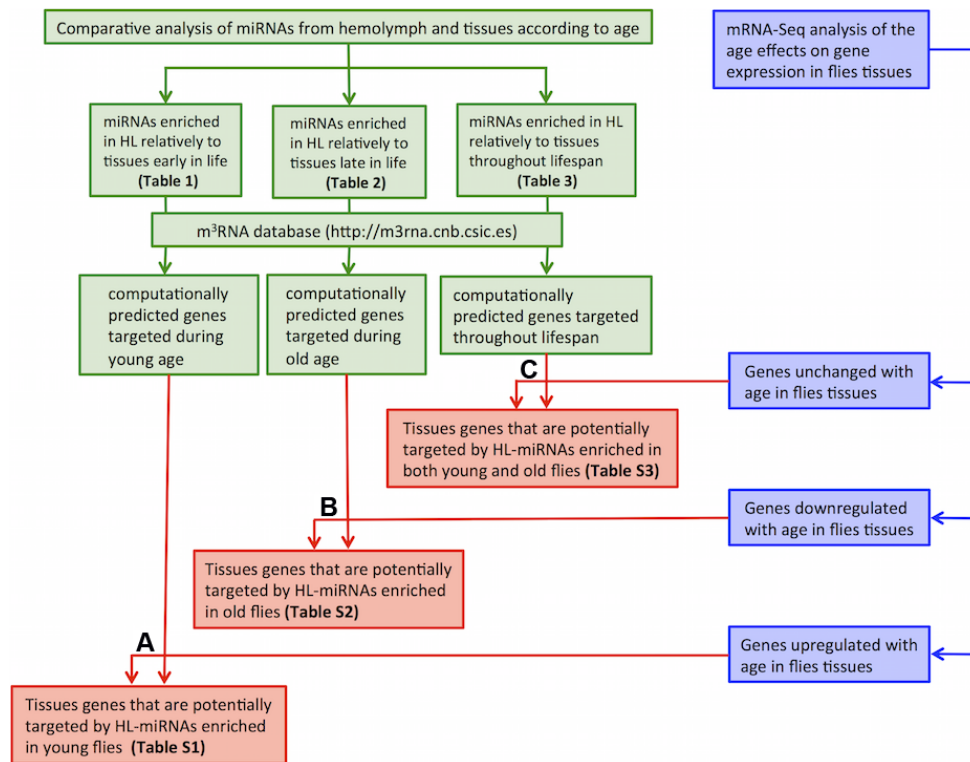 Comparative analysis of miRNAs from hemolymph and tissues according to age
mRNA-Seq analysis of the
age effects on gene
expression in flies tissues
miRNAs enriched
in HL relatively to
tissues early in life
(Table 1)
miRNAs enriched
in HL relatively to
tissues late in life
(Table 2)
miRNAs enriched in HL
relatively to tissues
throughout lifespan
(Table 3)
m³RNA database (http://m3rna.cnb.csic.es)
computationally
predicted genes
targeted during
young age
computationally
predicted genes
targeted during
old age
computationally
predicted genes targeted
throughout lifespan
C
Genes unchanged with
age in flies tissues
Tissues genes that are potentially
targeted by HL-miRNAs enriched in
both young and old flies (Table S3)
B
Genes downregulated
with age in flies tissues
Tissues genes that are potentially
targeted by HL-miRNAs enriched
in old flies (Table S2)
A
Genes upregulated with
age in flies tissues
Tissues genes that are potentially
targeted by HL-miRNAs enriched
in young flies (Table S1)